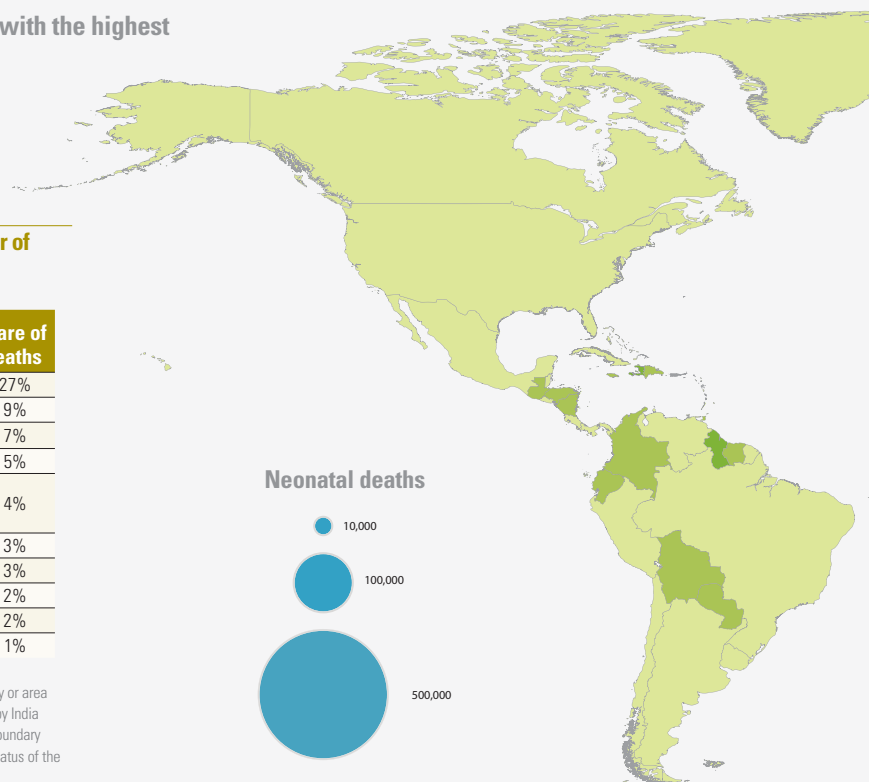 with the highest
r of
are of
eaths
27%
9%
7%
5%
4%
3%
3%
2%
2%
1%
Neonatal deaths
10,000
100,000
500,000
y or area
by India
oundary
atus of the